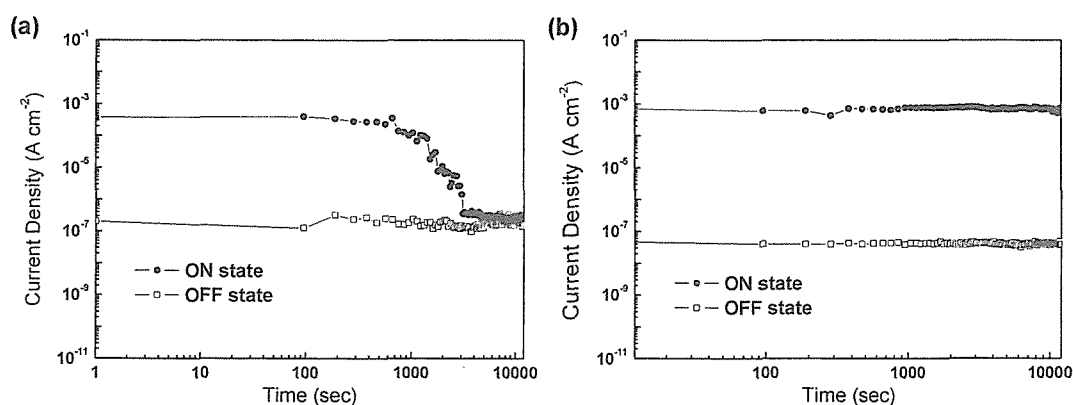 (a)
Current Density (A cm⁻²)
10⁻¹
10⁻³
10⁻⁵
10⁻⁷
10⁻⁹
10⁻¹¹
ON state
OFF state
1
10
100
1000
10000
Time (sec)
(b)
Current Density (A cm⁻²)
10⁻¹
10⁻³
10⁻⁵
10⁻⁷
10⁻⁹
10⁻¹¹
ON state
OFF state
100
1000
10000
Time (sec)